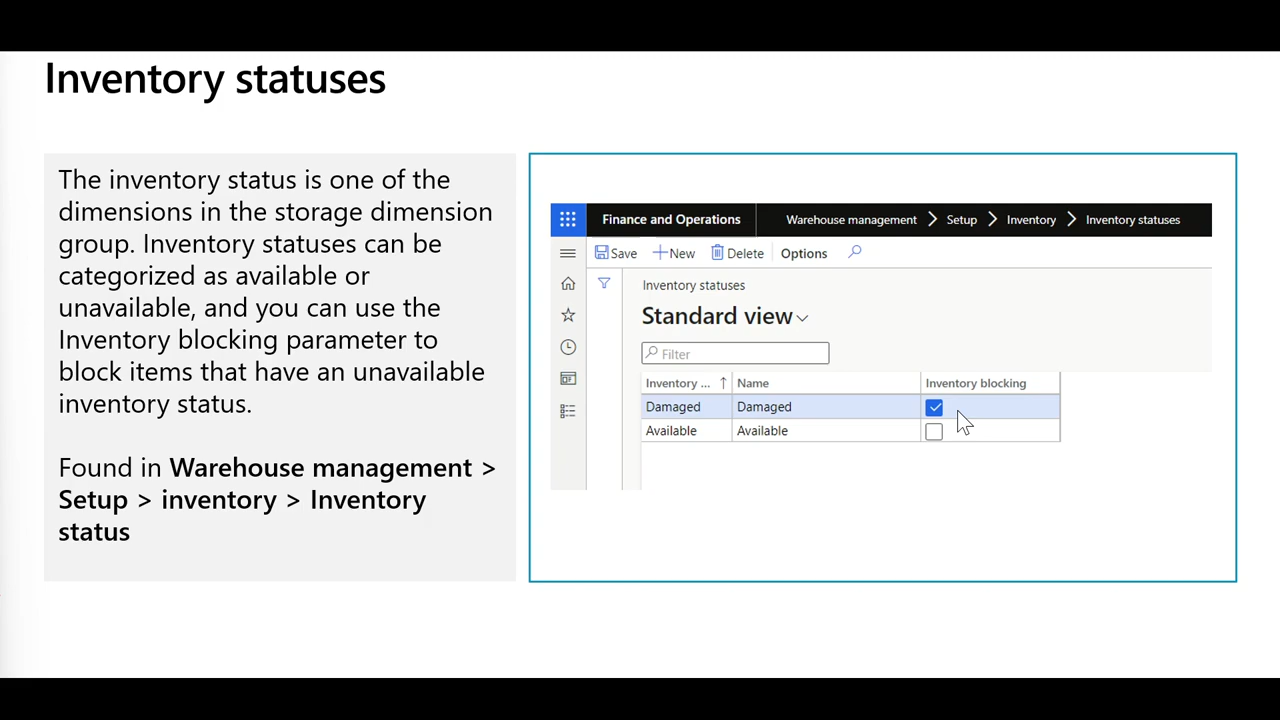 Inventory statuses
The inventory status is one of the
dimensions in the storage dimension
group. Inventory statuses can be
categorized as available or
unavailable, and you can use the
Inventory blocking parameter to
block items that have an unavailable
inventory status.
Found in Warehouse management >
Setup > inventory > Inventory
status
Finance and Operations Warehouse management > Setup > Inventory > Inventory statuses
Save New Delete Options
Inventory statuses
Standard view
Filter
Inventory ... ↑ Name Inventory blocking
Damaged Damaged
Available Available